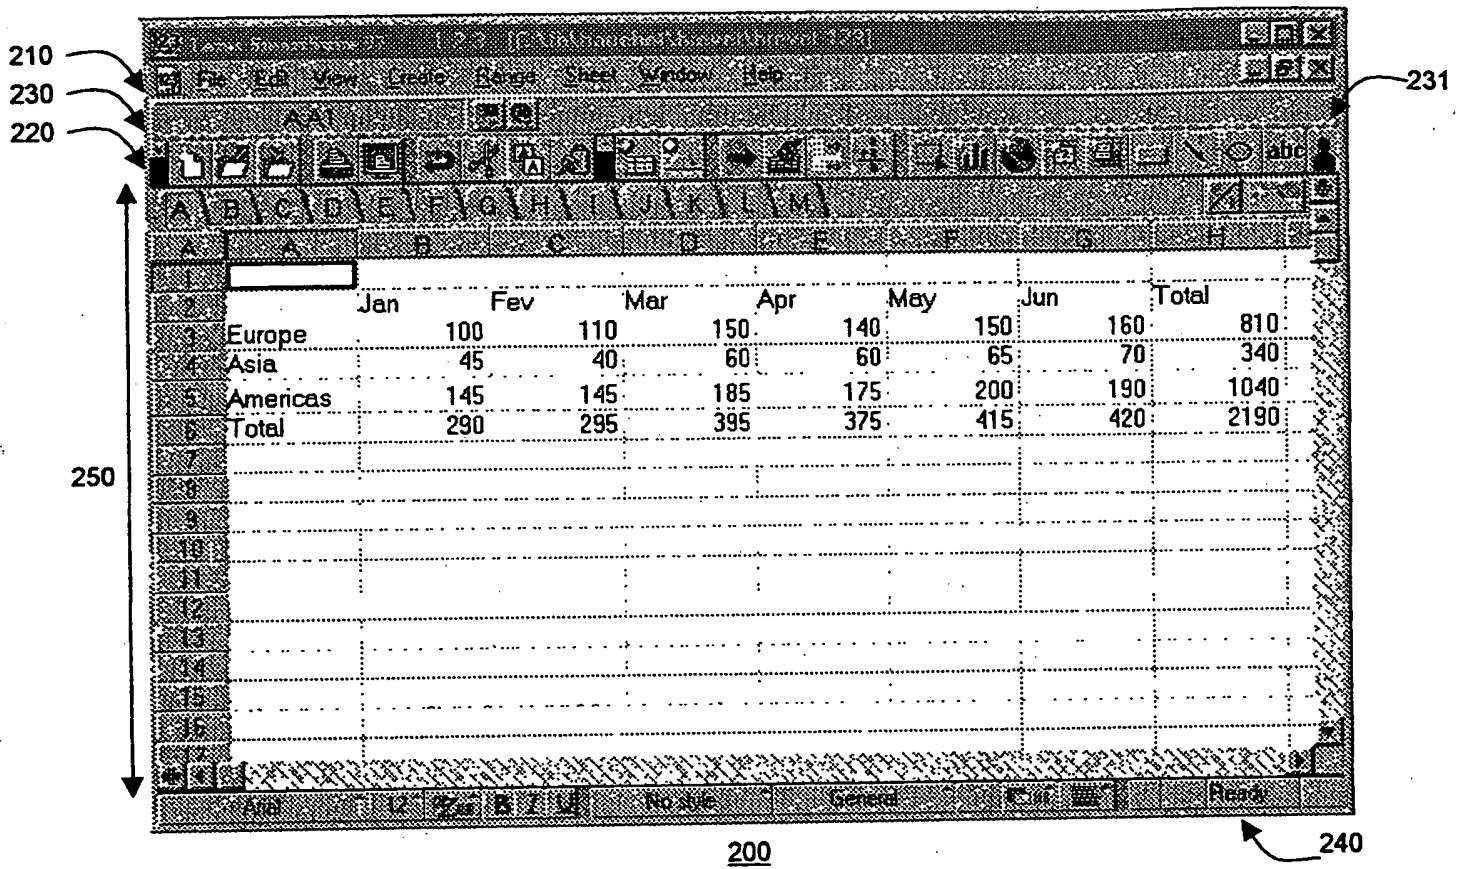 210
230
220
231
File Edit View Create Range Sheet Window Help
A:A1
abc
A B C D E F G H I J K L M
A A B C D E F G H
1
2 Jan Fev Mar Apr May Jun Total
3 Europe 100 110 150 140 150 160 810
4 Asia 45 40 60 60 65 70 340
5 Americas 145 145 185 175 200 190 1040
6 Total 290 295 395 375 415 420 2190
7
8
9
10
11
12
13
14
15
16
17
250
Arial 12 B I U No style General Ready
240
200